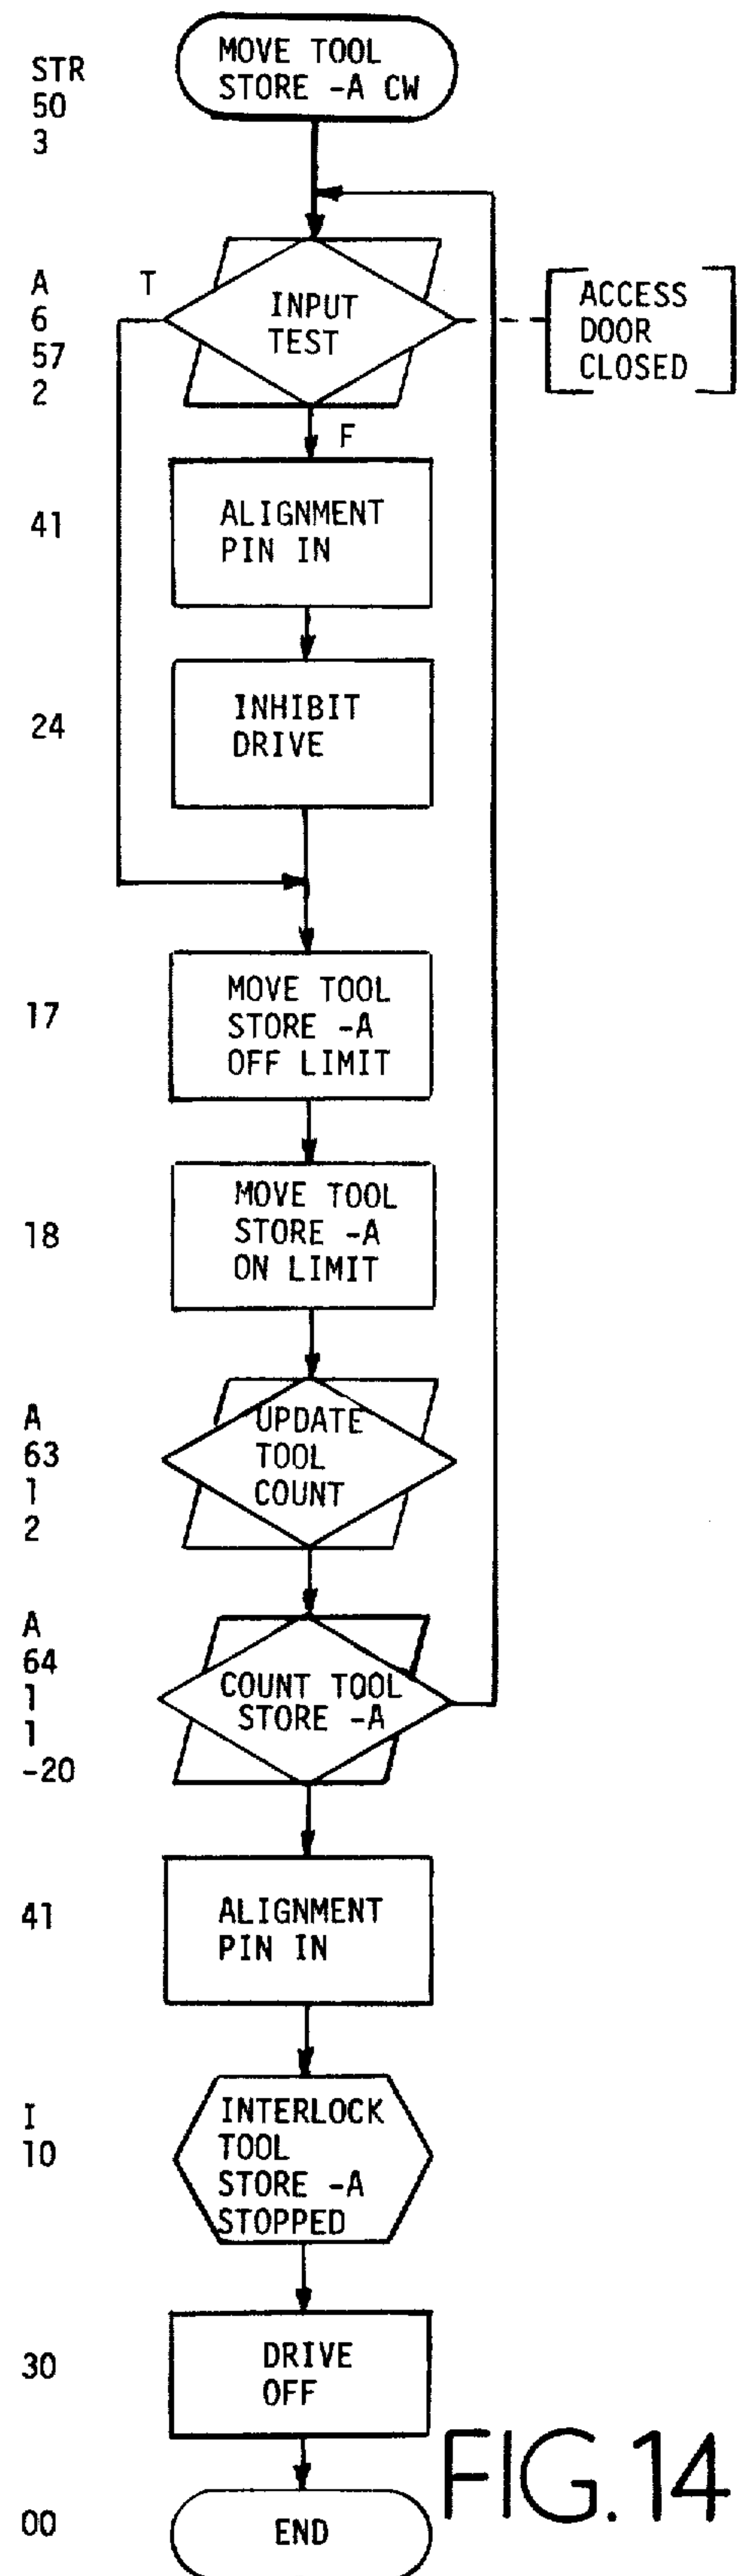 MOVE TOOL
STORE -A CW
STR
50
3
A
6
57
2
T
INPUT
TEST
ACCESS
DOOR
CLOSED
F
41
ALIGNMENT
PIN IN
24
INHIBIT
DRIVE
17
MOVE TOOL
STORE -A
OFF LIMIT
18
MOVE TOOL
STORE -A
ON LIMIT
A
63
1
2
UPDATE
TOOL
COUNT
A
64
1
1
-20
COUNT TOOL
STORE -A
41
ALIGNMENT
PIN IN
I
10
INTERLOCK
TOOL
STORE -A
STOPPED
30
DRIVE
OFF
00
END
FIG.14